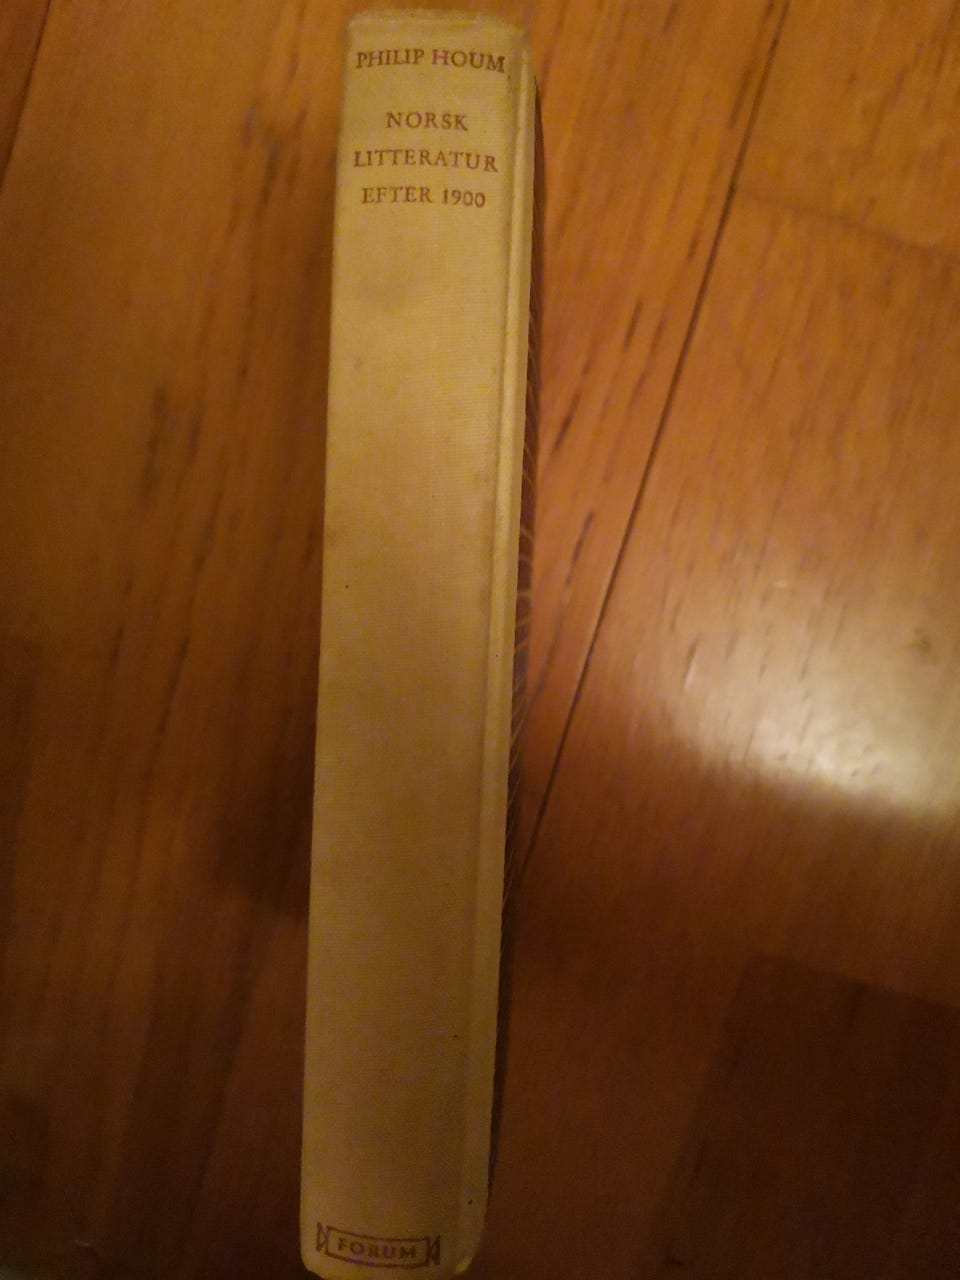 PHILIP HOUM
NORSK
LITTERATUR
EFTER 1900
FORUM